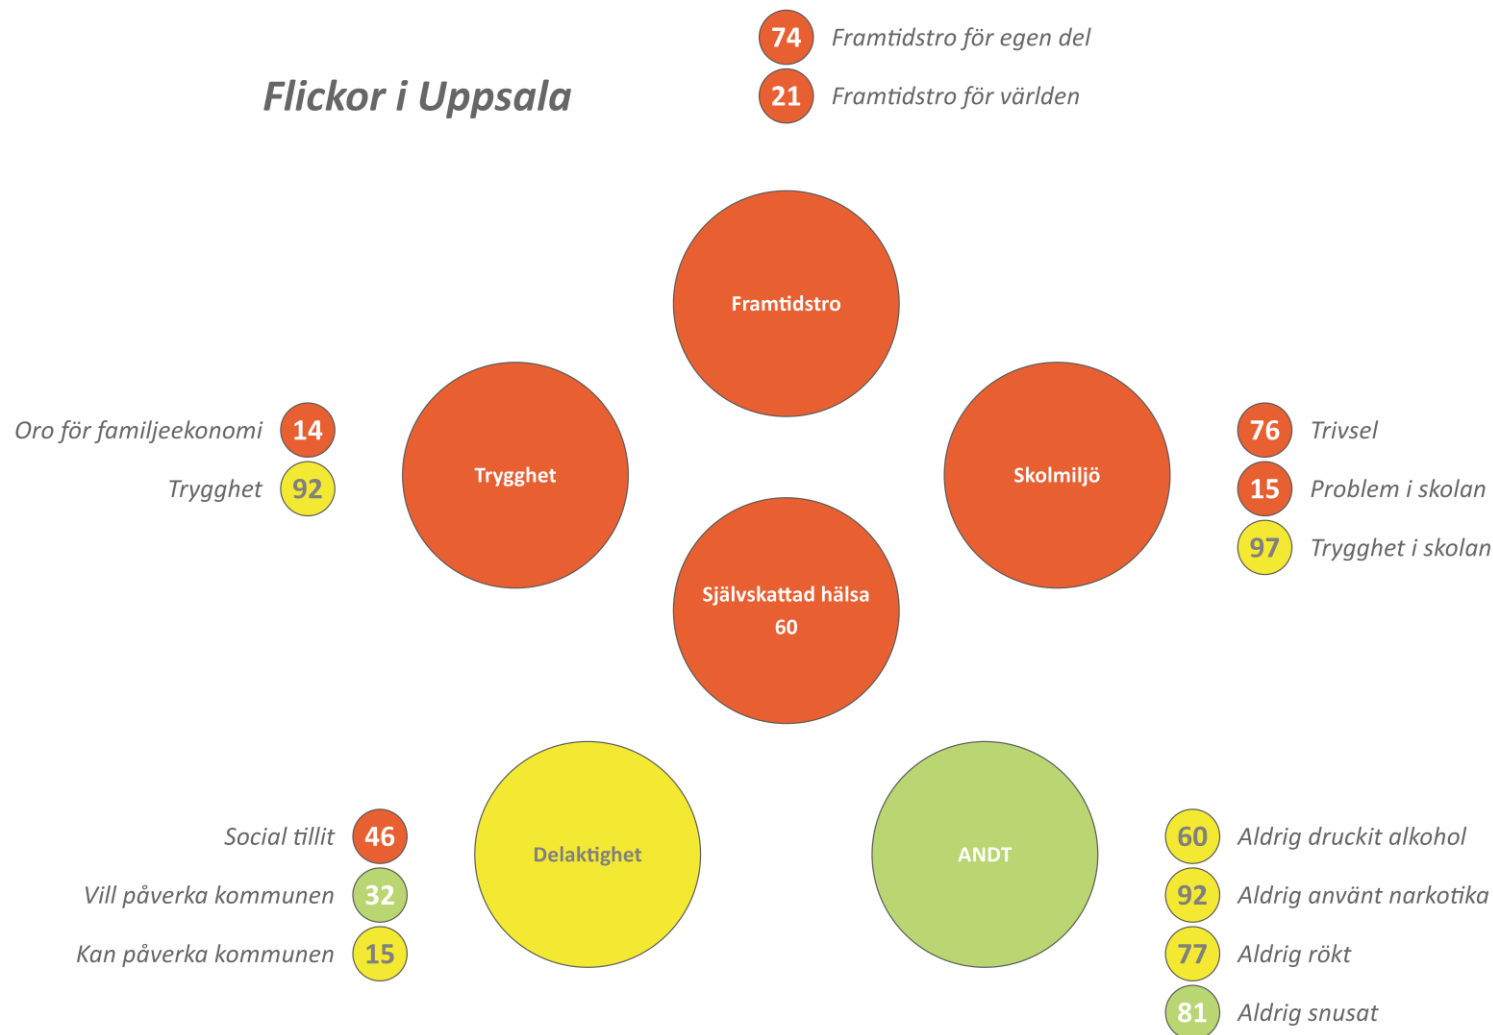 74 Framtidstro för egen del
Flickor i Uppsala
21 Framtidstro för världen
Framtidstro
Oro för familjeekonomi 14
Trygghet 92
Trygghet
Skolmiljö
76 Trivsel
15 Problem i skolan
97 Trygghet i skolan
Självskattad hälsa
60
Social tillit 46
Vill påverka kommunen 32
Kan påverka kommunen 15
Delaktighet
ANDT
60 Aldrig druckit alkohol
92 Aldrig använt narkotika
77 Aldrig rökt
81 Aldrig snusat